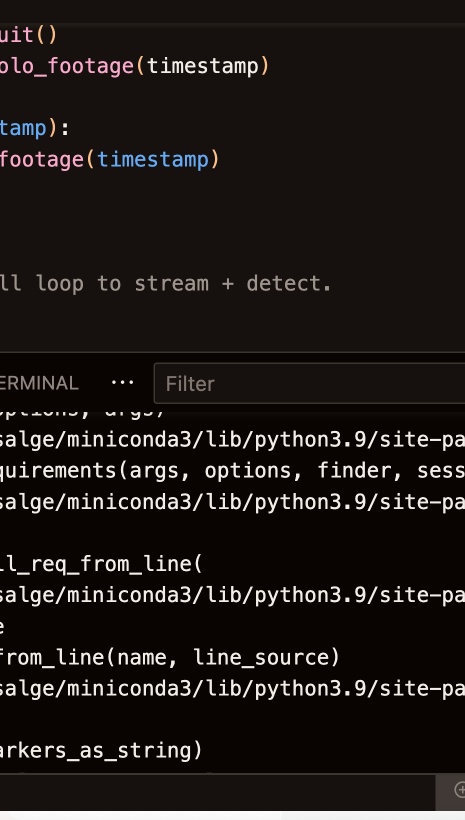 uit()
olo_footage(timestamp)
tamp):
footage(timestamp)
ll loop to stream + detect.
ERMINAL ··· Filter
options, args)
salge/miniconda3/lib/python3.9/site-pa
quirements(args, options, finder, sess
salge/miniconda3/lib/python3.9/site-pa
ll_req_from_line(
salge/miniconda3/lib/python3.9/site-pa
e
from_line(name, line_source)
salge/miniconda3/lib/python3.9/site-pa
arkers_as_string)